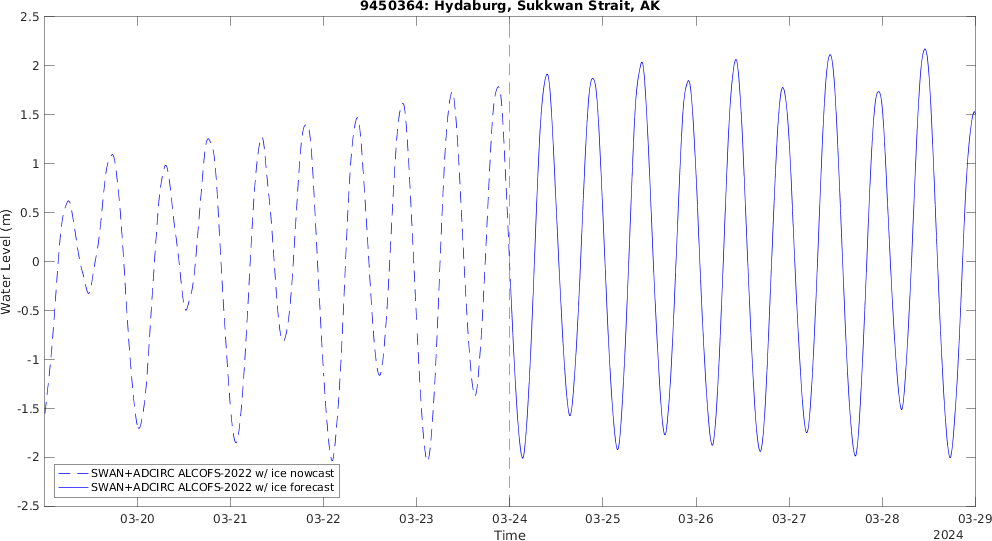 9450364: Hydaburg, Sukkwan Strait, AK
2.5
2
1.5
1
0.5
0
-0.5
-1
-1.5
-2
-2.5
Water Level (m)
SWAN+ADCIRC ALCOFS-2022 w/ ice nowcast
SWAN+ADCIRC ALCOFS-2022 w/ ice forecast
03-20 03-21 03-22 03-23 03-24 03-25 03-26 03-27 03-28 03-29
Time
2024